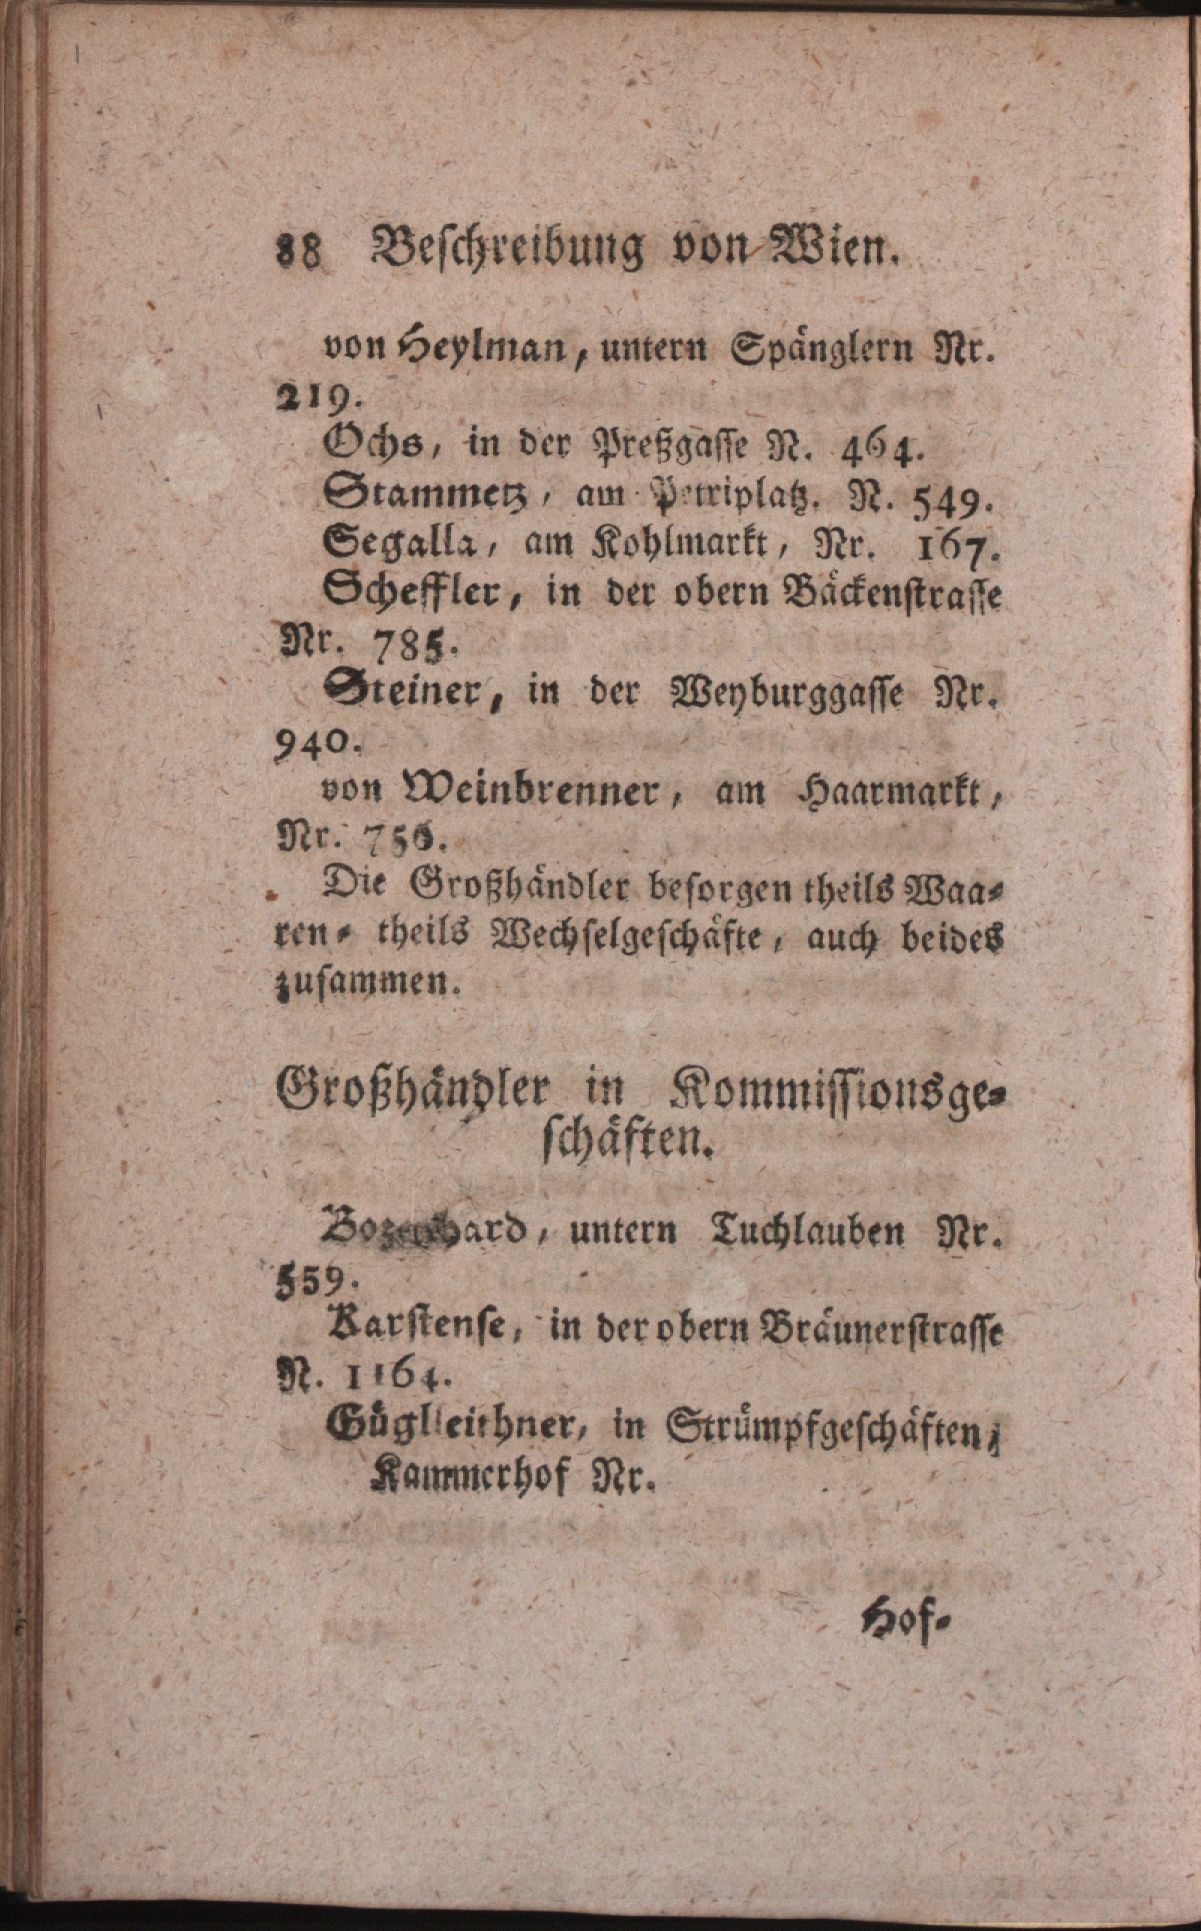 88 Beschreibung von Wien.
von Heylman, untern Spänglern Nr.
219.
Ochs, in der Preßgasse N. 464.
Stammetz, am Petriplatz. N. 549.
Segalla, am Kohlmarkt, Nr. 167.
Scheffler, in der obern Bäckenstrasse
Nr. 785.
Steiner, in der Weyburggasse Nr.
940.
von Weinbrenner, am Haarmarkt,
Nr. 756.
Die Großhändler besorgen theils Waa-
ren- theils Wechselgeschäfte, auch beides
zusammen.
Großhändler in Kommissionsge-
schäften.
untern Tuchlauben Nr.
559.
Karstense, in der obern Bräunerstrasse
N. 1164.
Güglleithner, in Strümpfgeschäften,
Kammerhof Nr.
Hof-